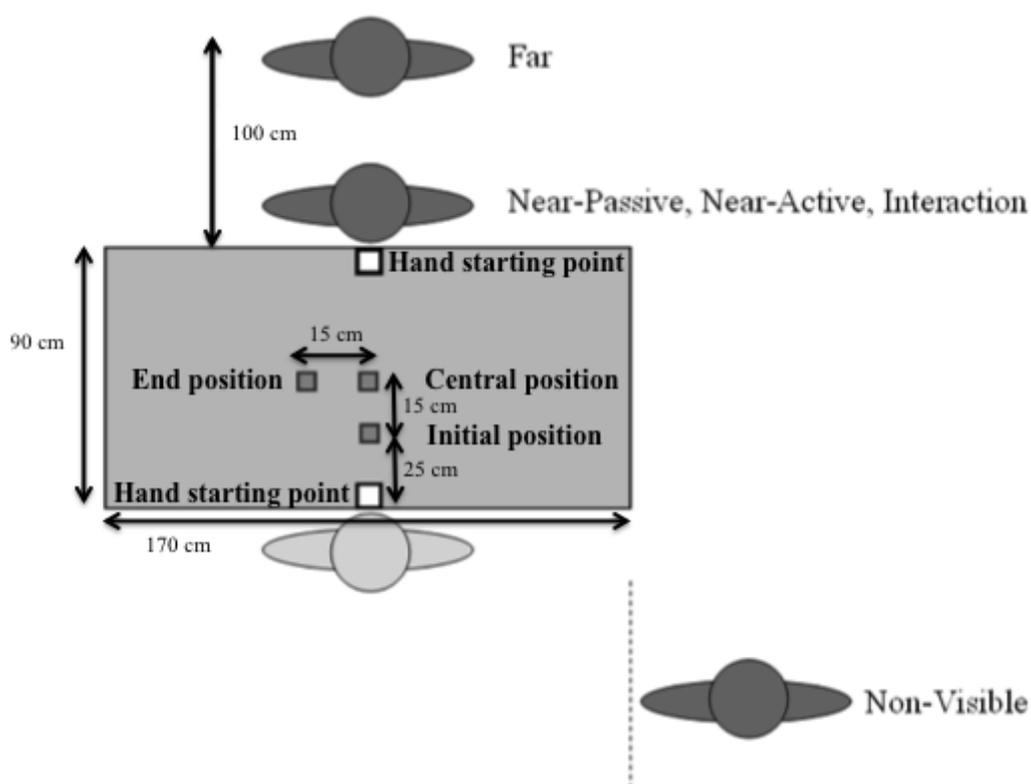 Far
100 cm
Near-Passive, Near-Active, Interaction
Hand starting point
15 cm
90 cm
End position
Central position
15 cm
Initial position
25 cm
Hand starting point
170 cm
Non-Visible